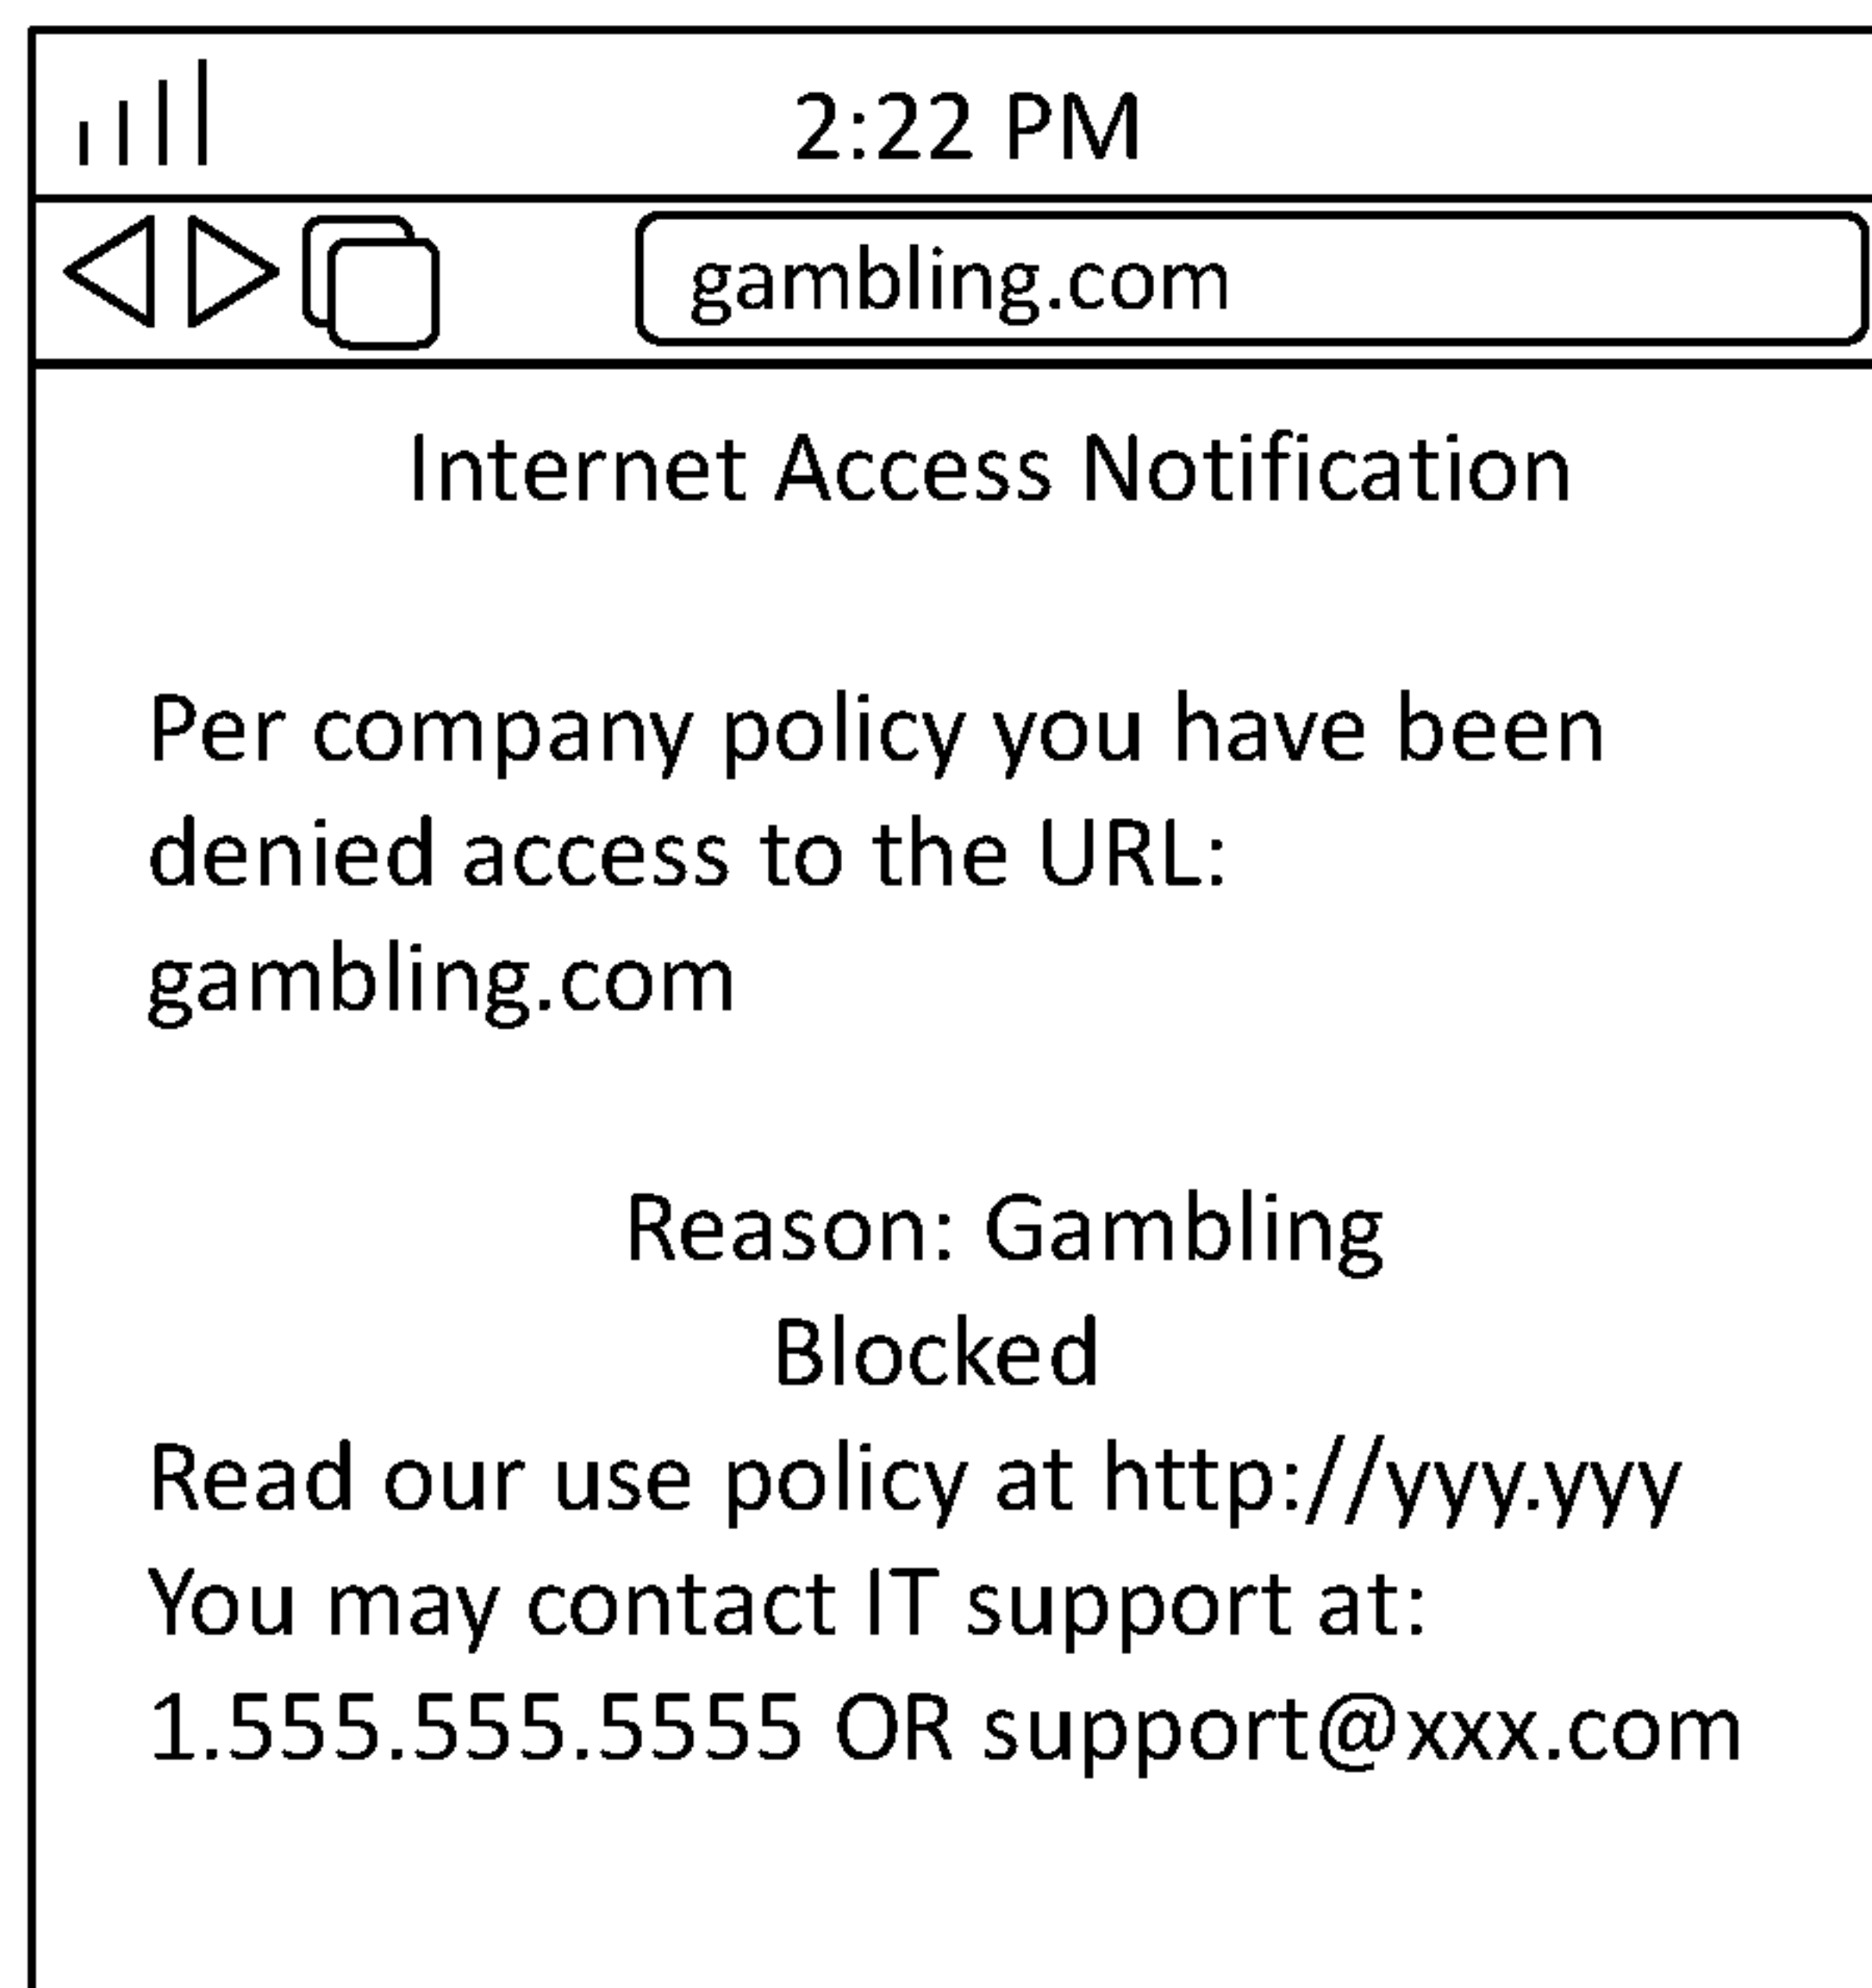 2:22 PM
gambling.com
Internet Access Notification
Per company policy you have been
denied access to the URL:
gambling.com
Reason: Gambling
Blocked
Read our use policy at http://yyy.yyy
You may contact IT support at:
1.555.555.5555 OR support@xxx.com